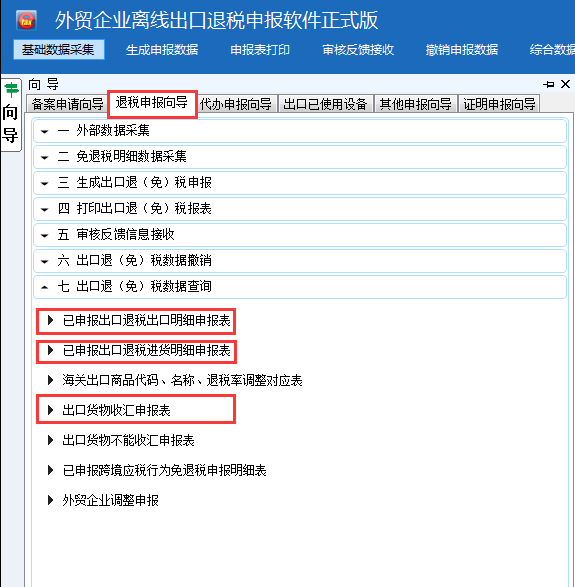 外贸企业离线出口退税申报软件正式版
基础数据采集 生成申报数据 申报表打印 审核反馈接收 撤销申报数据 综合数据
向导
向导
备案申请向导 退税申报向导 代办申报向导 出口已使用设备 其他申报向导 证明申报向导
一 外部数据采集
二 免退税明细数据采集
三 生成出口退（免）税申报
四 打印出口退（免）税报表
五 审核反馈信息接收
六 出口退（免）税数据撤销
七 出口退（免）税数据查询
已申报出口退税出口明细申报表
已申报出口退税进货明细申报表
海关出口商品代码、名称、退税率调整对应表
出口货物收汇申报表
出口货物不能收汇申报表
已申报跨境应税行为免退税申报明细表
外贸企业调整申报